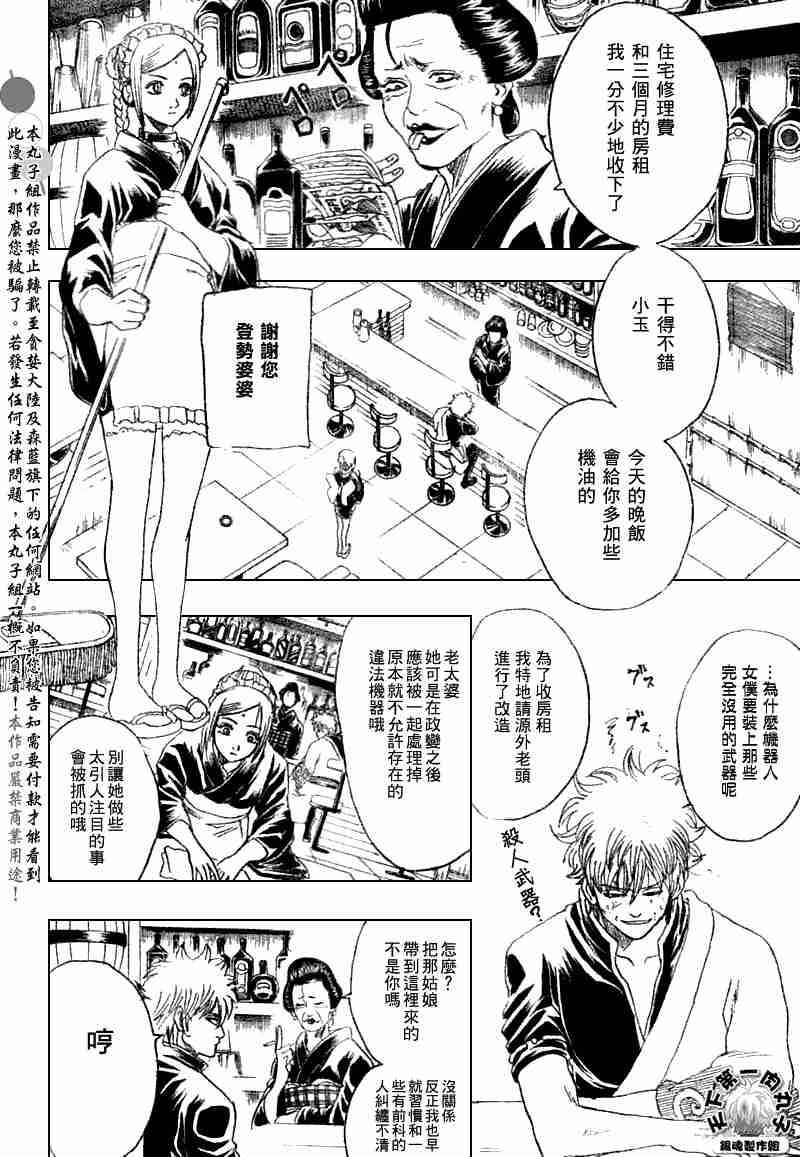 住宅修理費
和三個月的房租
我一分不少地收下了
干得不錯
小玉
今天的晚飯
會給你多加些
機油的
謝謝您
登勢婆婆
…為什麼機器人
女僕要裝上那些
完全沒用的武器呢
グス
グス
殺人武器?
為了收房租
我特地請源外老頭
進行了改造
老太婆
她可是在政變之後
應該被一起處理掉
原本就不允許存在的
違法機器哦
別讓她做些
太引人注目的事
會被抓的哦
怎麼?
把那姑娘
帶到這裡來的
不是你嗎
沒關係
反正我也早
就習慣和一
些有前科的
人糾纏不清
哼
本丸子組作品禁止轉載至貪婪大陸及森藍旗下的任何網站。如果您被告知需要付款才能看到
此漫畫,那麼您被騙了。若發生任何法律問題,本丸子組一概不負責!本作品嚴禁商業用途!
天下第一肉丸
銀魂製作組